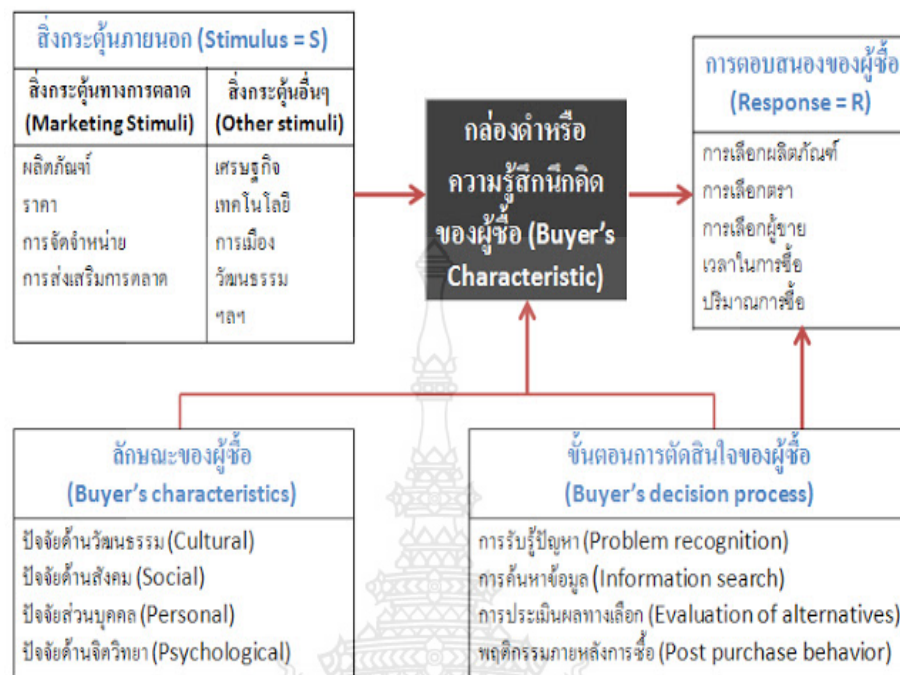 สิ่งกระตุ้นภายนอก (Stimulus = S)
สิ่งกระตุ้นทางการตลาด
(Marketing Stimuli)
ผลิตภัณฑ์
ราคา
การจัดจำหน่าย
การส่งเสริมการตลาด
สิ่งกระตุ้นอื่นๆ
(Other stimuli)
เศรษฐกิจ
เทคโนโลยี
การเมือง
วัฒนธรรม
ฯลฯ
กล่องดำหรือ
ความรู้สึกนึกคิด
ของผู้ซื้อ (Buyer’s
Characteristic)
การตอบสนองของผู้ซื้อ
(Response = R)
การเลือกผลิตภัณฑ์
การเลือกตรา
การเลือกผู้ขาย
เวลาในการซื้อ
ปริมาณการซื้อ
ลักษณะของผู้ซื้อ
(Buyer’s characteristics)
ปัจจัยด้านวัฒนธรรม (Cultural)
ปัจจัยด้านสังคม (Social)
ปัจจัยส่วนบุคคล (Personal)
ปัจจัยด้านจิตวิทยา (Psychological)
ขั้นตอนการตัดสินใจของผู้ซื้อ
(Buyer’s decision process)
การรับรู้ปัญหา (Problem recognition)
การค้นหาข้อมูล (Information search)
การประเมินผลทางเลือก (Evaluation of alternatives)
พฤติกรรมภายหลังการซื้อ (Post purchase behavior)